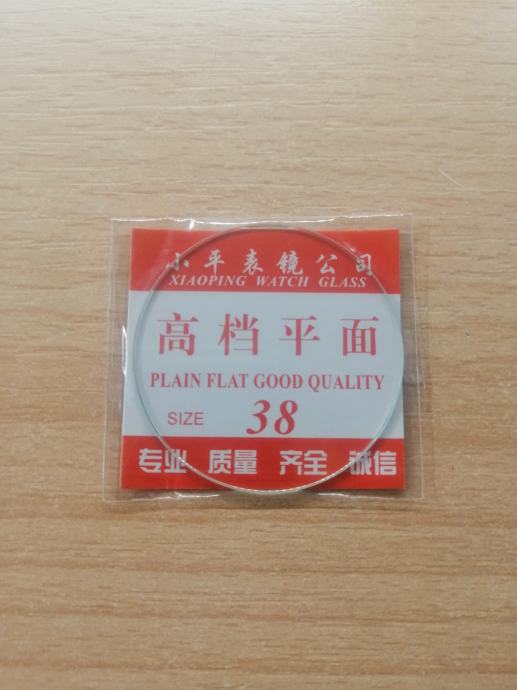 小平表镜公司
XIAOPING WATCH GLASS
高档平面
PLAIN FLAT GOOD QUALITY
SIZE 38
专业 质量 齐全 诚信